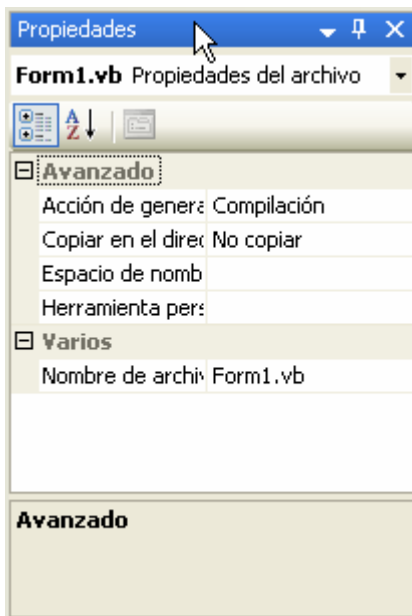 Propiedades
Form1.vb Propiedades del archivo
A Z
Avanzado
Acción de genera Compilación
Copiar en el direc No copiar
Espacio de nomb
Herramienta pers
Varios
Nombre de archi Form1.vb
Avanzado